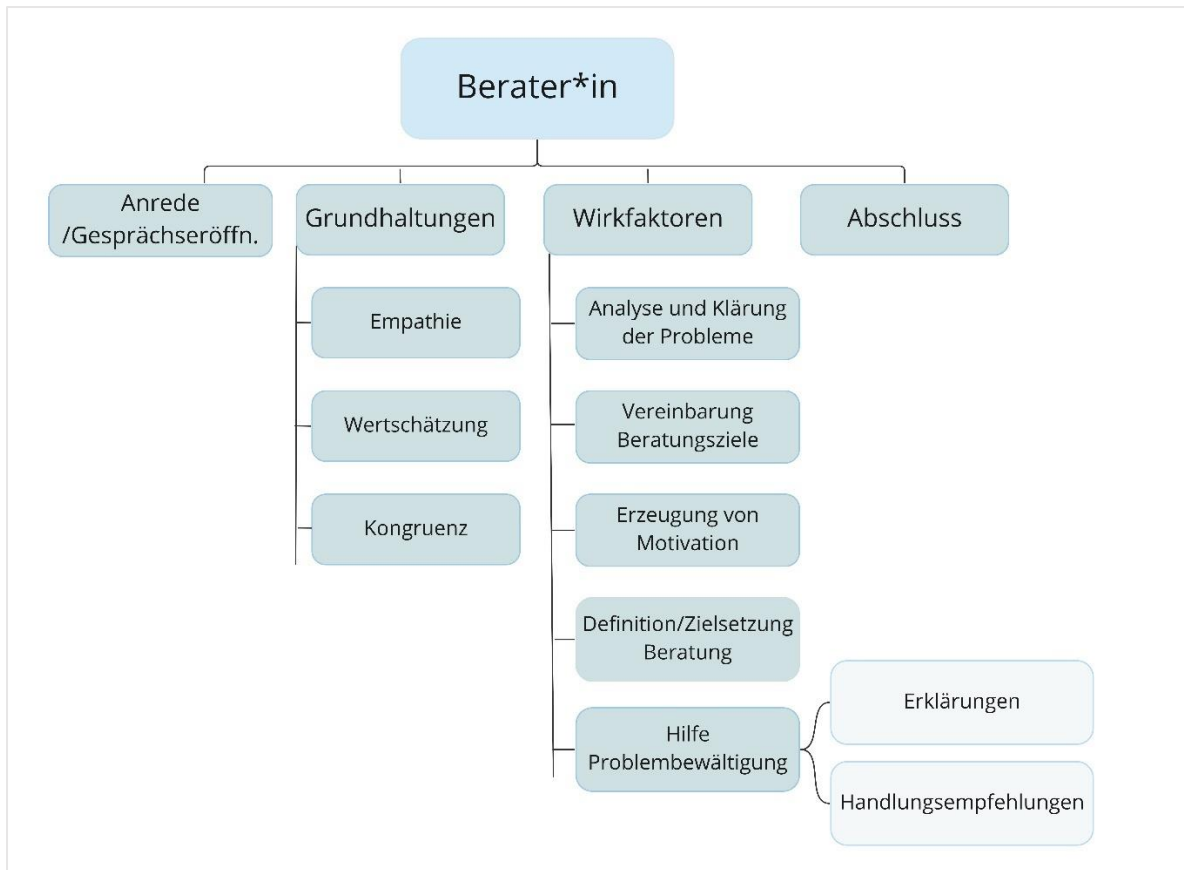 Berater*in
Anrede
/Gesprächseröffn.
Grundhaltungen
Wirkfaktoren
Abschluss
Empathie
Wertschätzung
Kongruenz
Analyse und Klärung
der Probleme
Vereinbarung
Beratungsziele
Erzeugung von
Motivation
Definition/Zielsetzung
Beratung
Hilfe
Problembewältigung
Erklärungen
Handlungsempfehlungen